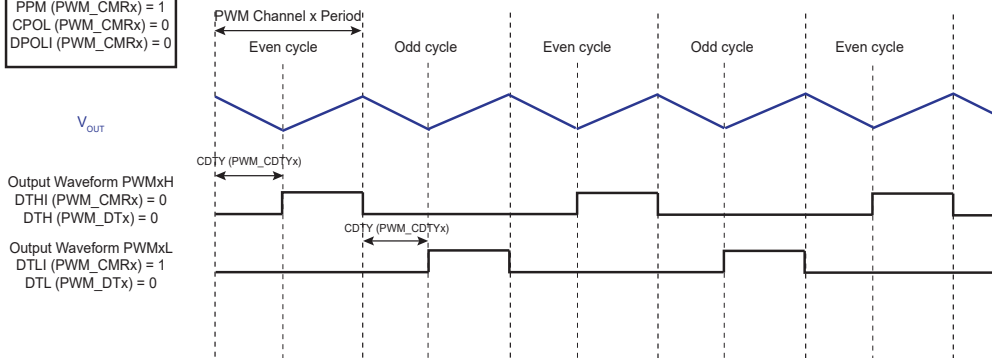 PPM (PWM_CMRx) = 1
CPOL (PWM_CMRx) = 0
DPOLI (PWM_CMRx) = 0
PWM Channel x Period
Even cycle
Odd cycle
Even cycle
Odd cycle
Even cycle
VOUT
CDTY (PWM_CDTYx)
Output Waveform PWMxH
DTHI (PWM_CMRx) = 0
DTH (PWM_DTx) = 0
CDTY (PWM_CDTYx)
Output Waveform PWMxL
DTLI (PWM_CMRx) = 1
DTL (PWM_DTx) = 0